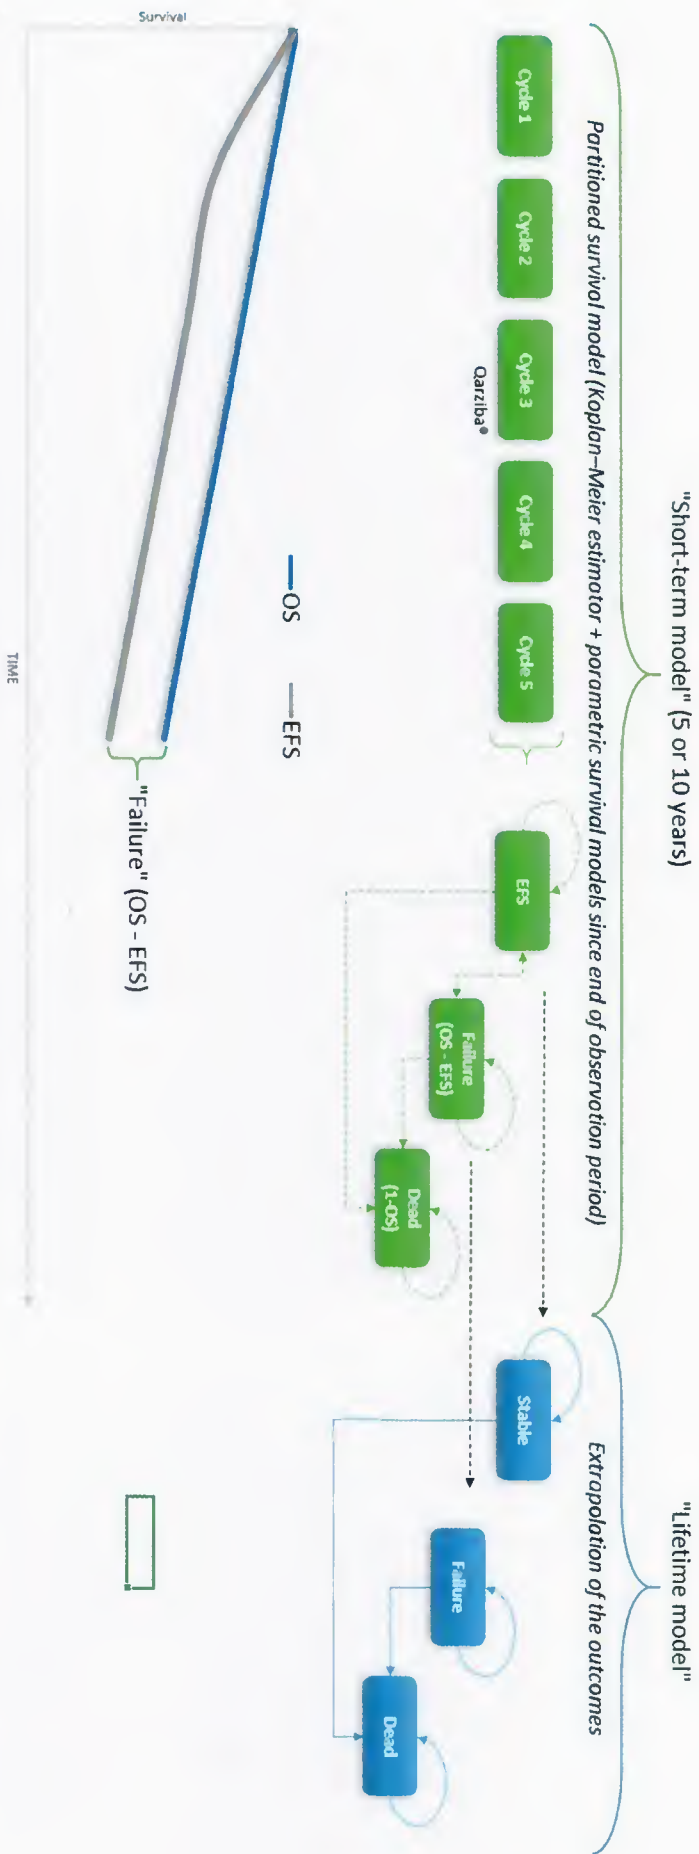 "Short-term model" (5 or 10 years)
"Lifetime model"
Partitioned survival model (Kaplan–Meier estimator + parametric survival models since end of observation period)
Extrapolation of the outcomes
Cycle 1
Cycle 2
Cycle 3
Cycle 4
Cycle 5
Qarziba®
EFS
Failure
(OS - EFS)
Dead
(1-OS)
Stable
Failure
Dead
OS
EFS
"Failure" (OS - EFS)
Survival
TIME